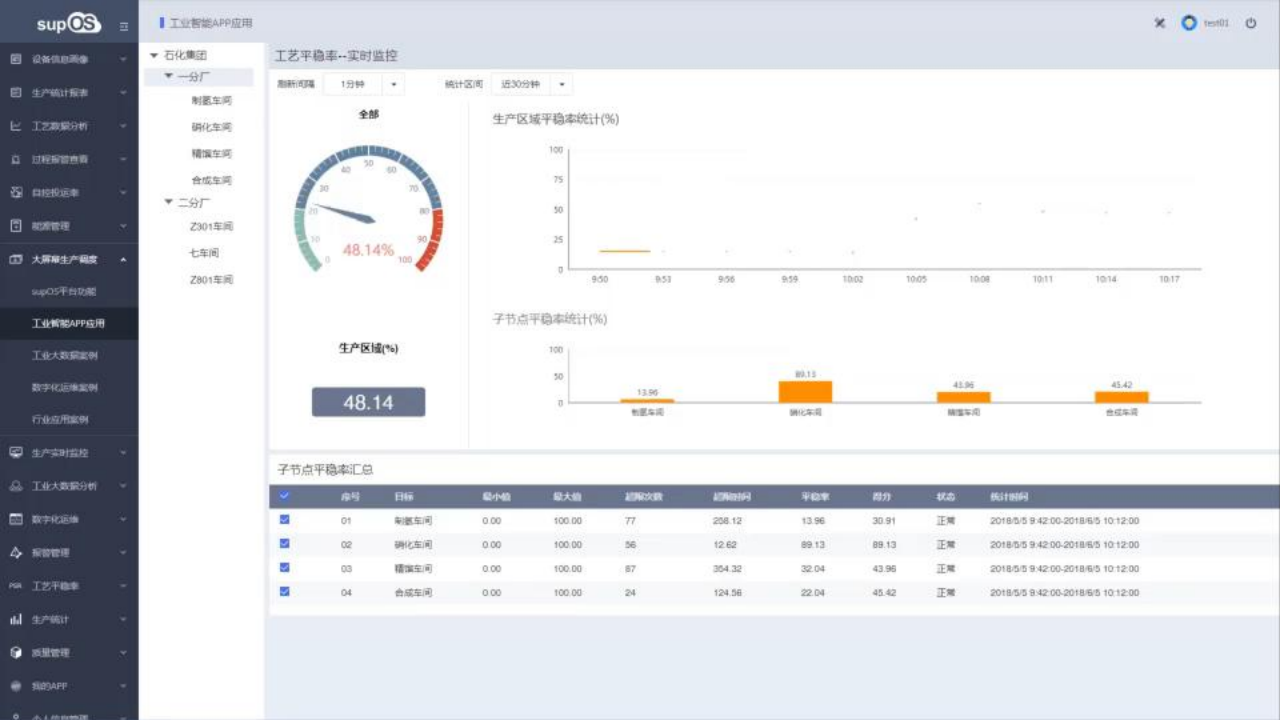 supOS
设备信息画像
生产统计报表
工艺数据分析
过程报警查看
自控投运率
能源管理
大屏幕生产调度
supOS平台功能
工业智能APP应用
工业大数据案例
数字化运维案例
行业应用案例
生产实时监控
工业大数据分析
数字化运维
报警管理
PSR 工艺平稳率
生产统计
质量管理
我的APP
个人信息管理
工业智能APP应用
test01
石化集团
一分厂
制氢车间
硝化车间
精馏车间
合成车间
二分厂
Z301车间
七车间
Z801车间
工艺平稳率--实时监控
刷新间隔 1分钟 统计区间 近30分钟
全部
0 10 20 30 40 50 60 70 80 90 100
48.14%
生产区域(%)
48.14
生产区域平稳率统计(%)
100
75
50
25
0
9:50 9:53 9:56 9:59 10:02 10:05 10:08 10:11 10:14 10:17
子节点平稳率统计(%)
100
50
0
13.96 89.13 43.96 45.42
制氢车间 硝化车间 精馏车间 合成车间
子节点平稳率汇总
序号 目标 最小值 最大值 超限次数 超限时间 平稳率 得分 状态 统计时间
01 制氢车间 0.00 100.00 77 258.12 13.96 30.91 正常 2018/5/5 9:42:00-2018/6/5 10:12:00
02 硝化车间 0.00 100.00 56 12.62 89.13 89.13 正常 2018/5/5 9:42:00-2018/6/5 10:12:00
03 精馏车间 0.00 100.00 87 354.32 32.04 43.96 正常 2018/5/5 9:42:00-2018/6/5 10:12:00
04 合成车间 0.00 100.00 24 124.56 22.04 45.42 正常 2018/5/5 9:42:00-2018/6/5 10:12:00